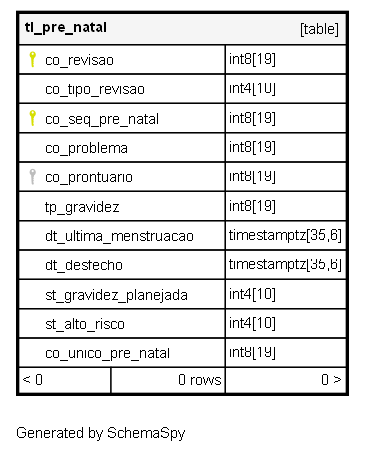 tl_pre_natal [table]
co_revisao int8[19]
co_tipo_revisao int4[10]
co_seq_pre_natal int8[19]
co_problema int8[19]
co_prontuario int8[19]
tp_gravidez int8[19]
dt_ultima_menstruacao timestamptz[35,6]
dt_desfecho timestamptz[35,6]
st_gravidez_planejada int4[10]
st_alto_risco int4[10]
co_unico_pre_natal int8[19]
< 0 0 rows 0 >
Generated by SchemaSpy